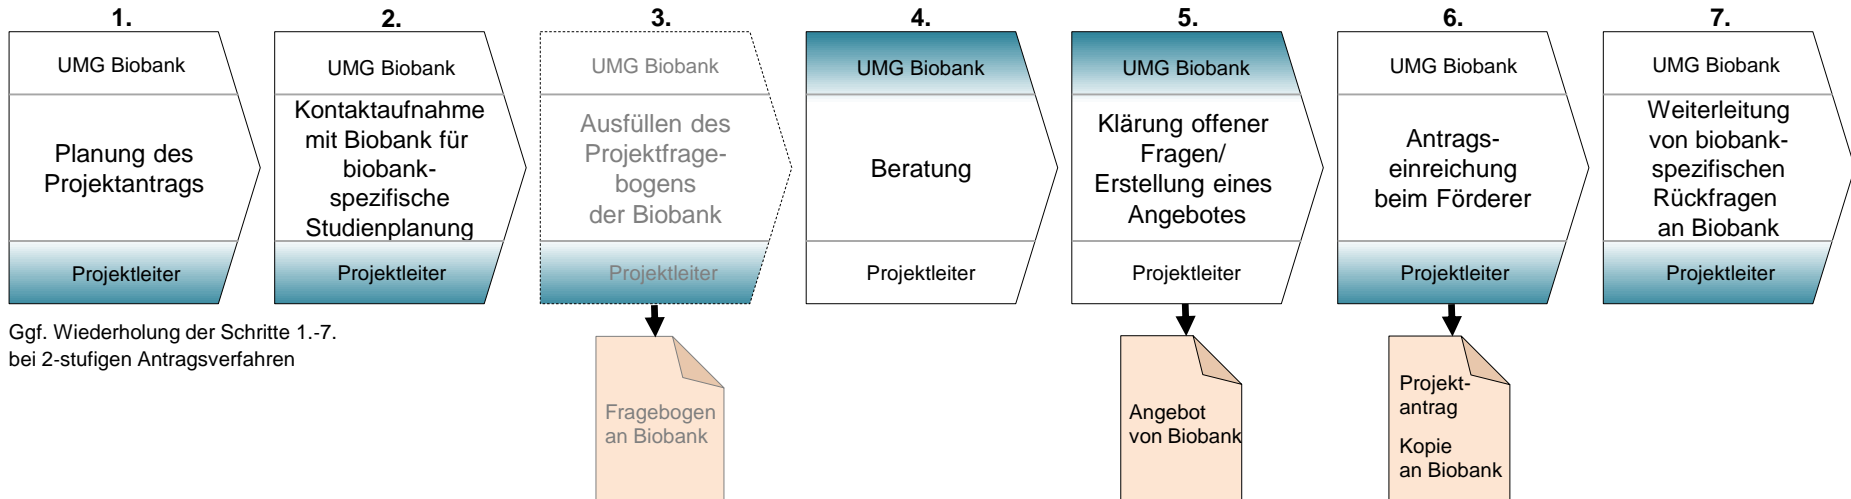 1.
UMG Biobank
Planung des
Projektantrags
Projektleiter
2.
UMG Biobank
Kontaktaufnahme
mit Biobank für
biobank-
spezifische
Studienplanung
Projektleiter
3.
UMG Biobank
Ausfüllen des
Projektfrage-
bogens
der Biobank
Projektleiter
4.
UMG Biobank
Beratung
Projektleiter
5.
UMG Biobank
Klärung offener
Fragen/
Erstellung eines
Angebotes
Projektleiter
6.
UMG Biobank
Antrags-
einreichung
beim Förderer
Projektleiter
7.
UMG Biobank
Weiterleitung
von biobank-
spezifischen
Rückfragen
an Biobank
Projektleiter
Ggf. Wiederholung der Schritte 1.-7.
bei 2-stufigen Antragsverfahren
Fragebogen
an Biobank
Angebot
von Biobank
Projekt-
antrag
Kopie
an Biobank